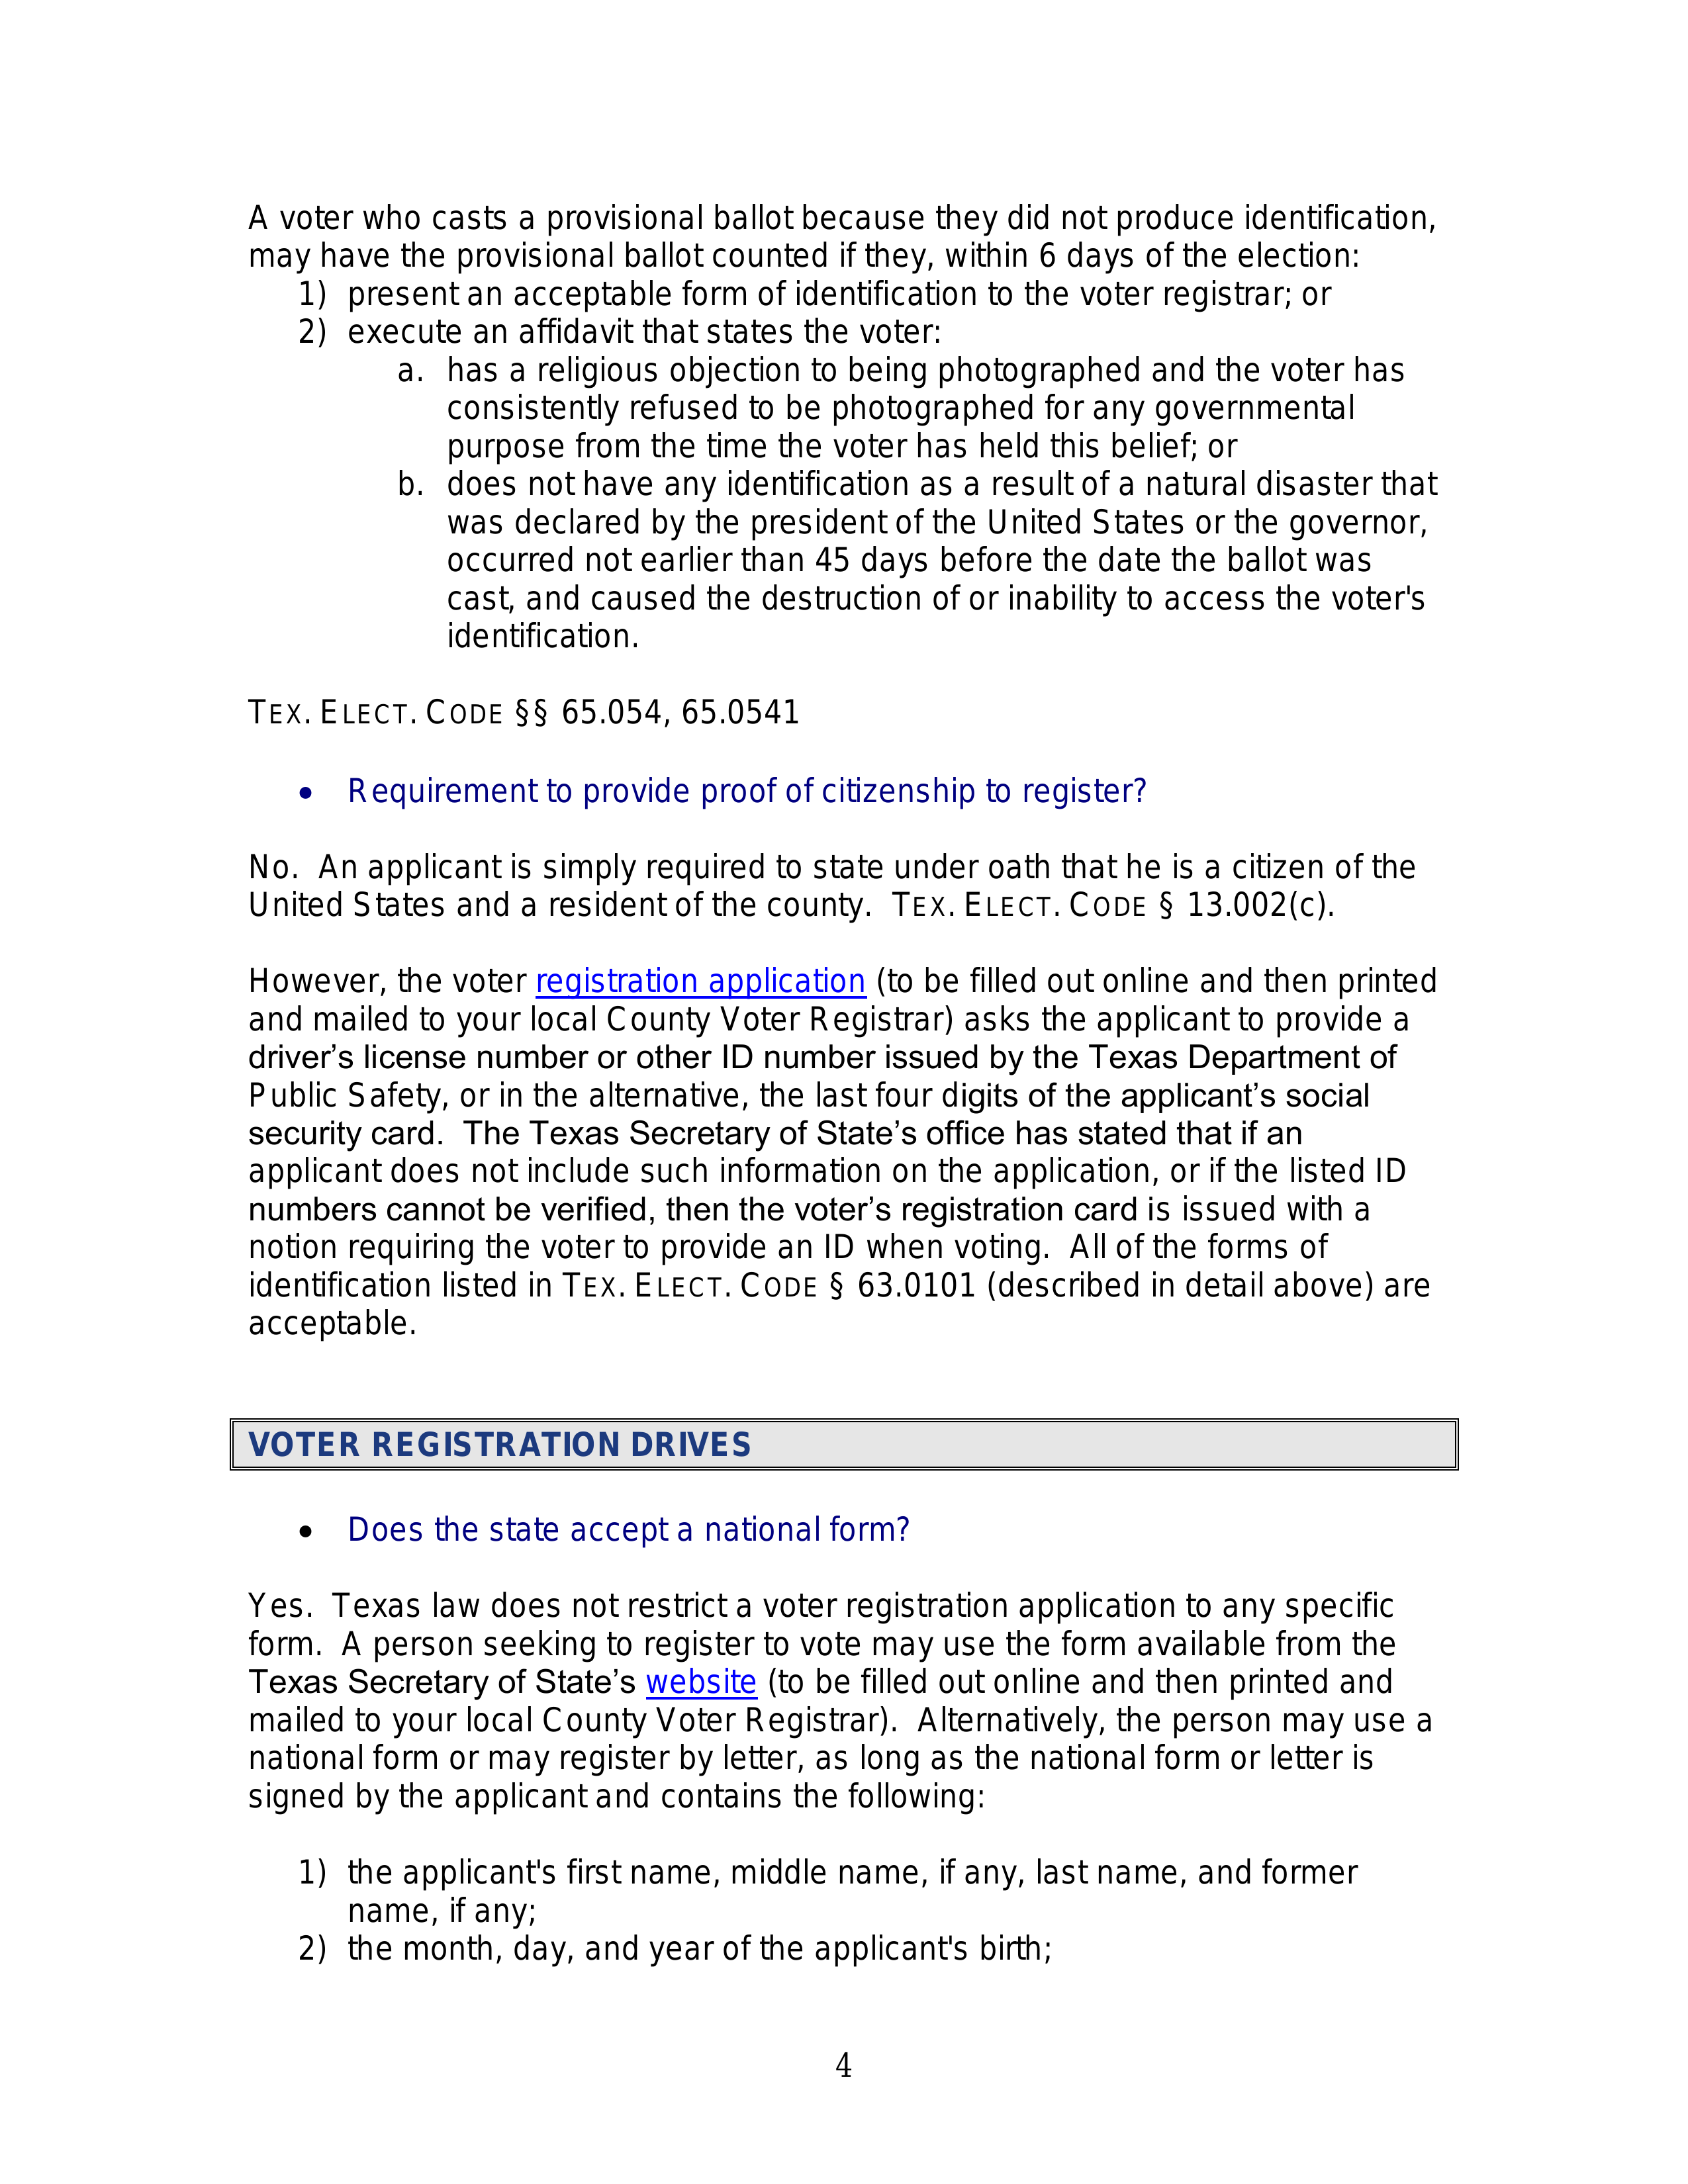 A voter who casts a provisional ballot because they did not produce identification,
may have the provisional ballot counted if they, within 6 days of the election:
1) present an acceptable form of identification to the voter registrar; or
2) execute an affidavit that states the voter:
a. has a religious objection to being photographed and the voter has
consistently refused to be photographed for any governmental
purpose from the time the voter has held this belief; or
b. does not have any identification as a result of a natural disaster that
was declared by the president of the United States or the governor,
occurred not earlier than 45 days before the date the ballot was
cast, and caused the destruction of or inability to access the voter's
identification.
TEX. ELECT. CODE §§ 65.054, 65.0541
• Requirement to provide proof of citizenship to register?
No. An applicant is simply required to state under oath that he is a citizen of the
United States and a resident of the county. TEX. ELECT. CODE § 13.002(c).
However, the voter registration application (to be filled out online and then printed
and mailed to your local County Voter Registrar) asks the applicant to provide a
driver’s license number or other ID number issued by the Texas Department of
Public Safety, or in the alternative, the last four digits of the applicant’s social
security card. The Texas Secretary of State’s office has stated that if an
applicant does not include such information on the application, or if the listed ID
numbers cannot be verified, then the voter’s registration card is issued with a
notion requiring the voter to provide an ID when voting. All of the forms of
identification listed in TEX. ELECT. CODE § 63.0101 (described in detail above) are
acceptable.
VOTER REGISTRATION DRIVES
• Does the state accept a national form?
Yes. Texas law does not restrict a voter registration application to any specific
form. A person seeking to register to vote may use the form available from the
Texas Secretary of State’s website (to be filled out online and then printed and
mailed to your local County Voter Registrar). Alternatively, the person may use a
national form or may register by letter, as long as the national form or letter is
signed by the applicant and contains the following:
1) the applicant's first name, middle name, if any, last name, and former
name, if any;
2) the month, day, and year of the applicant's birth;
4